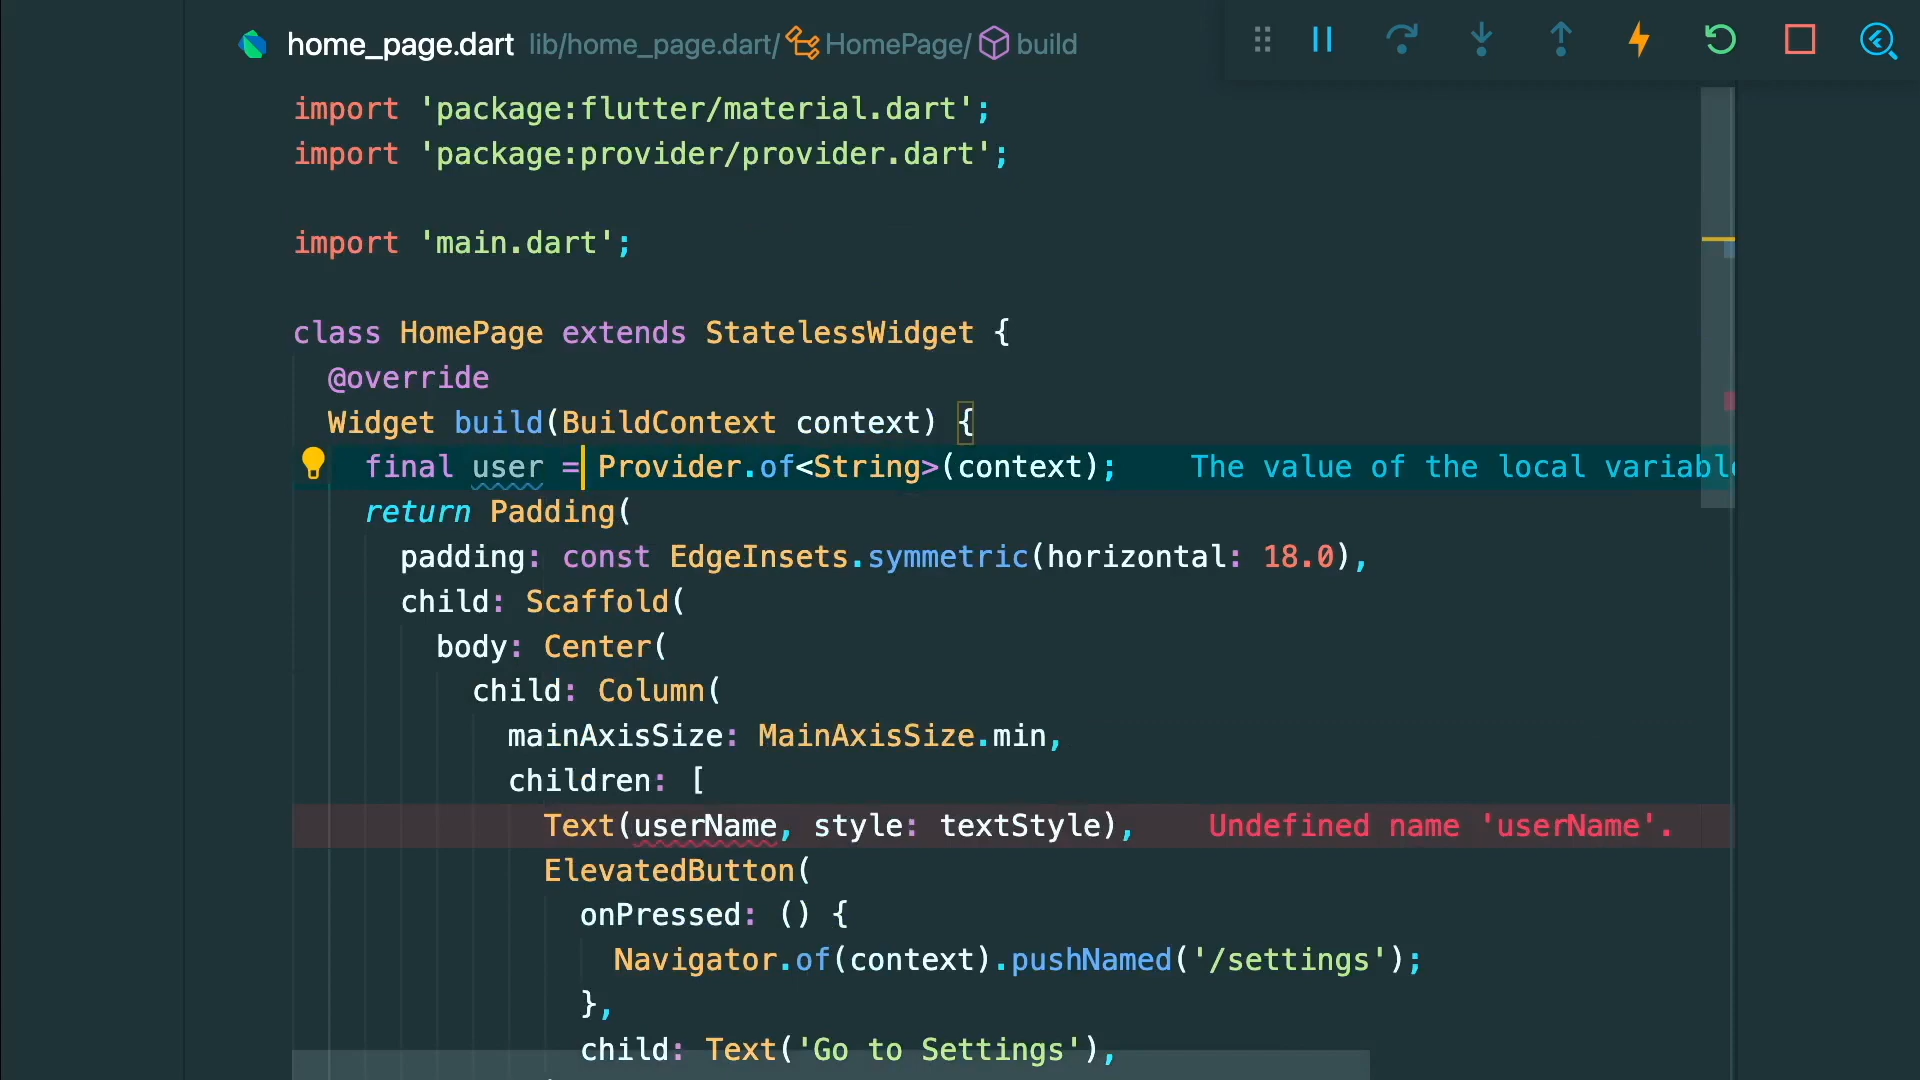 home_page.dart lib/home_page.dart/ HomePage/ build
import 'package:flutter/material.dart';
import 'package:provider/provider.dart';
import 'main.dart';
class HomePage extends StatelessWidget {
@override
Widget build(BuildContext context) {
final user = Provider.of<String>(context); The value of the local variable
return Padding(
padding: const EdgeInsets.symmetric(horizontal: 18.0),
child: Scaffold(
body: Center(
child: Column(
mainAxisSize: MainAxisSize.min,
children: [
Text(userName, style: textStyle), Undefined name 'userName'.
ElevatedButton(
onPressed: () {
Navigator.of(context).pushNamed('/settings');
},
child: Text('Go to Settings'),